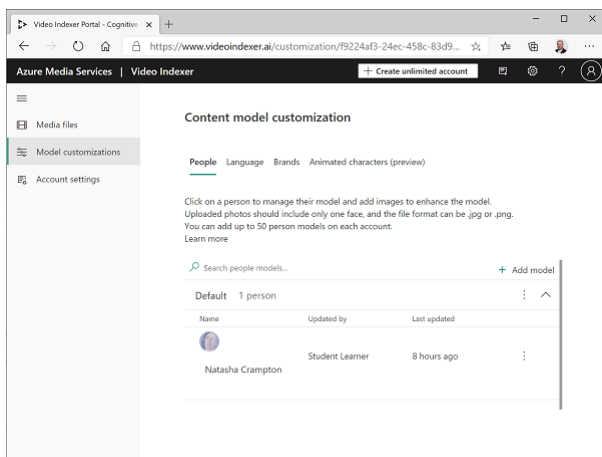 Video Indexer Portal - Cognitive
https://www.videoindexer.ai/customization/f9224af3-24ec-458c-83d9...
Azure Media Services | Video Indexer
+ Create unlimited account
?
Media files
Model customizations
Account settings
Content model customization
People Language Brands Animated characters (preview)
Click on a person to manage their model and add images to enhance the model.
Uploaded photos should include only one face, and the file format can be .jpg or .png.
You can add up to 50 person models on each account.
Learn more
Search people models...
+ Add model
Default 1 person
Name Updated by Last updated
Student Learner 8 hours ago
Natasha Crampton